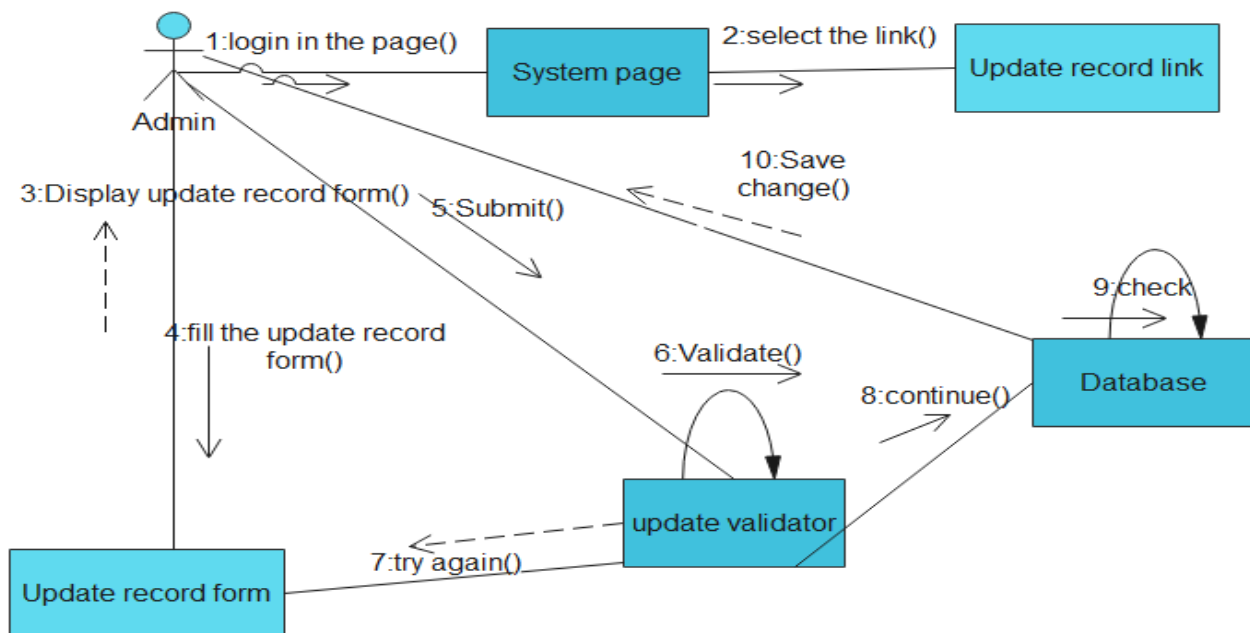 1:login in the page()
2:select the link()
System page
Update record link
Admin
10:Save
change()
3:Display update record form()
5:Submit()
9:check
4:fill the update record
form()
6:Validate()
8:continue()
Database
update validator
7:try again()
Update record form